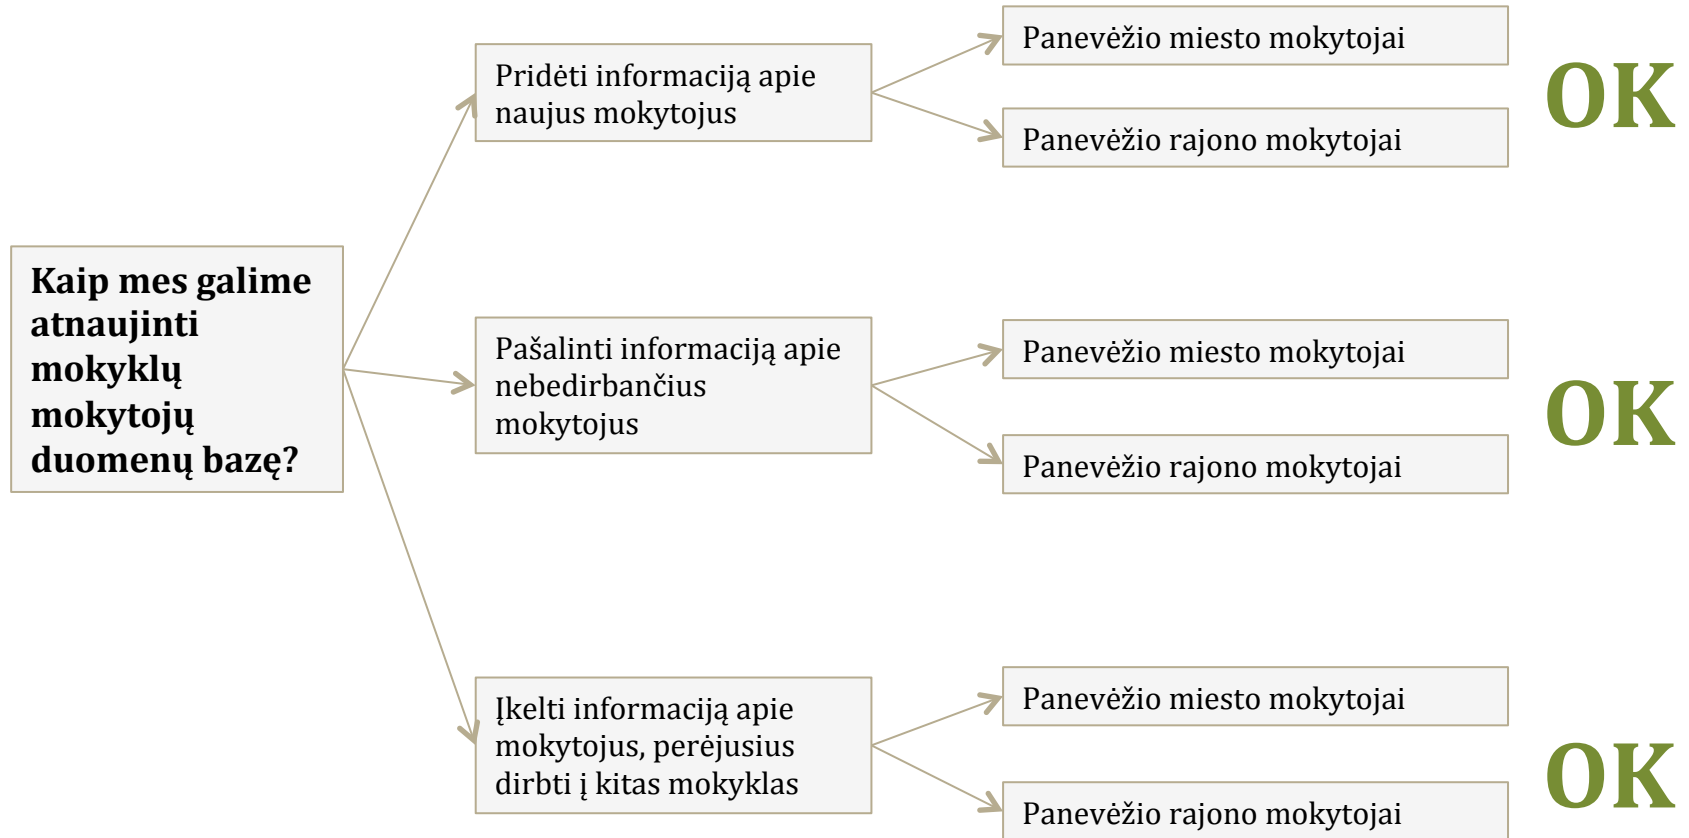 Kaip mes galime
atnaujinti
mokyklų
mokytojų
duomenų bazę?
Pridėti informaciją apie
naujus mokytojus
Panevėžio miesto mokytojai
Panevėžio rajono mokytojai
OK
Pašalinti informaciją apie
nebedirbančius
mokytojus
Panevėžio miesto mokytojai
Panevėžio rajono mokytojai
OK
Įkelti informaciją apie
mokytojus, perėjusius
dirbti į kitas mokyklas
Panevėžio miesto mokytojai
Panevėžio rajono mokytojai
OK